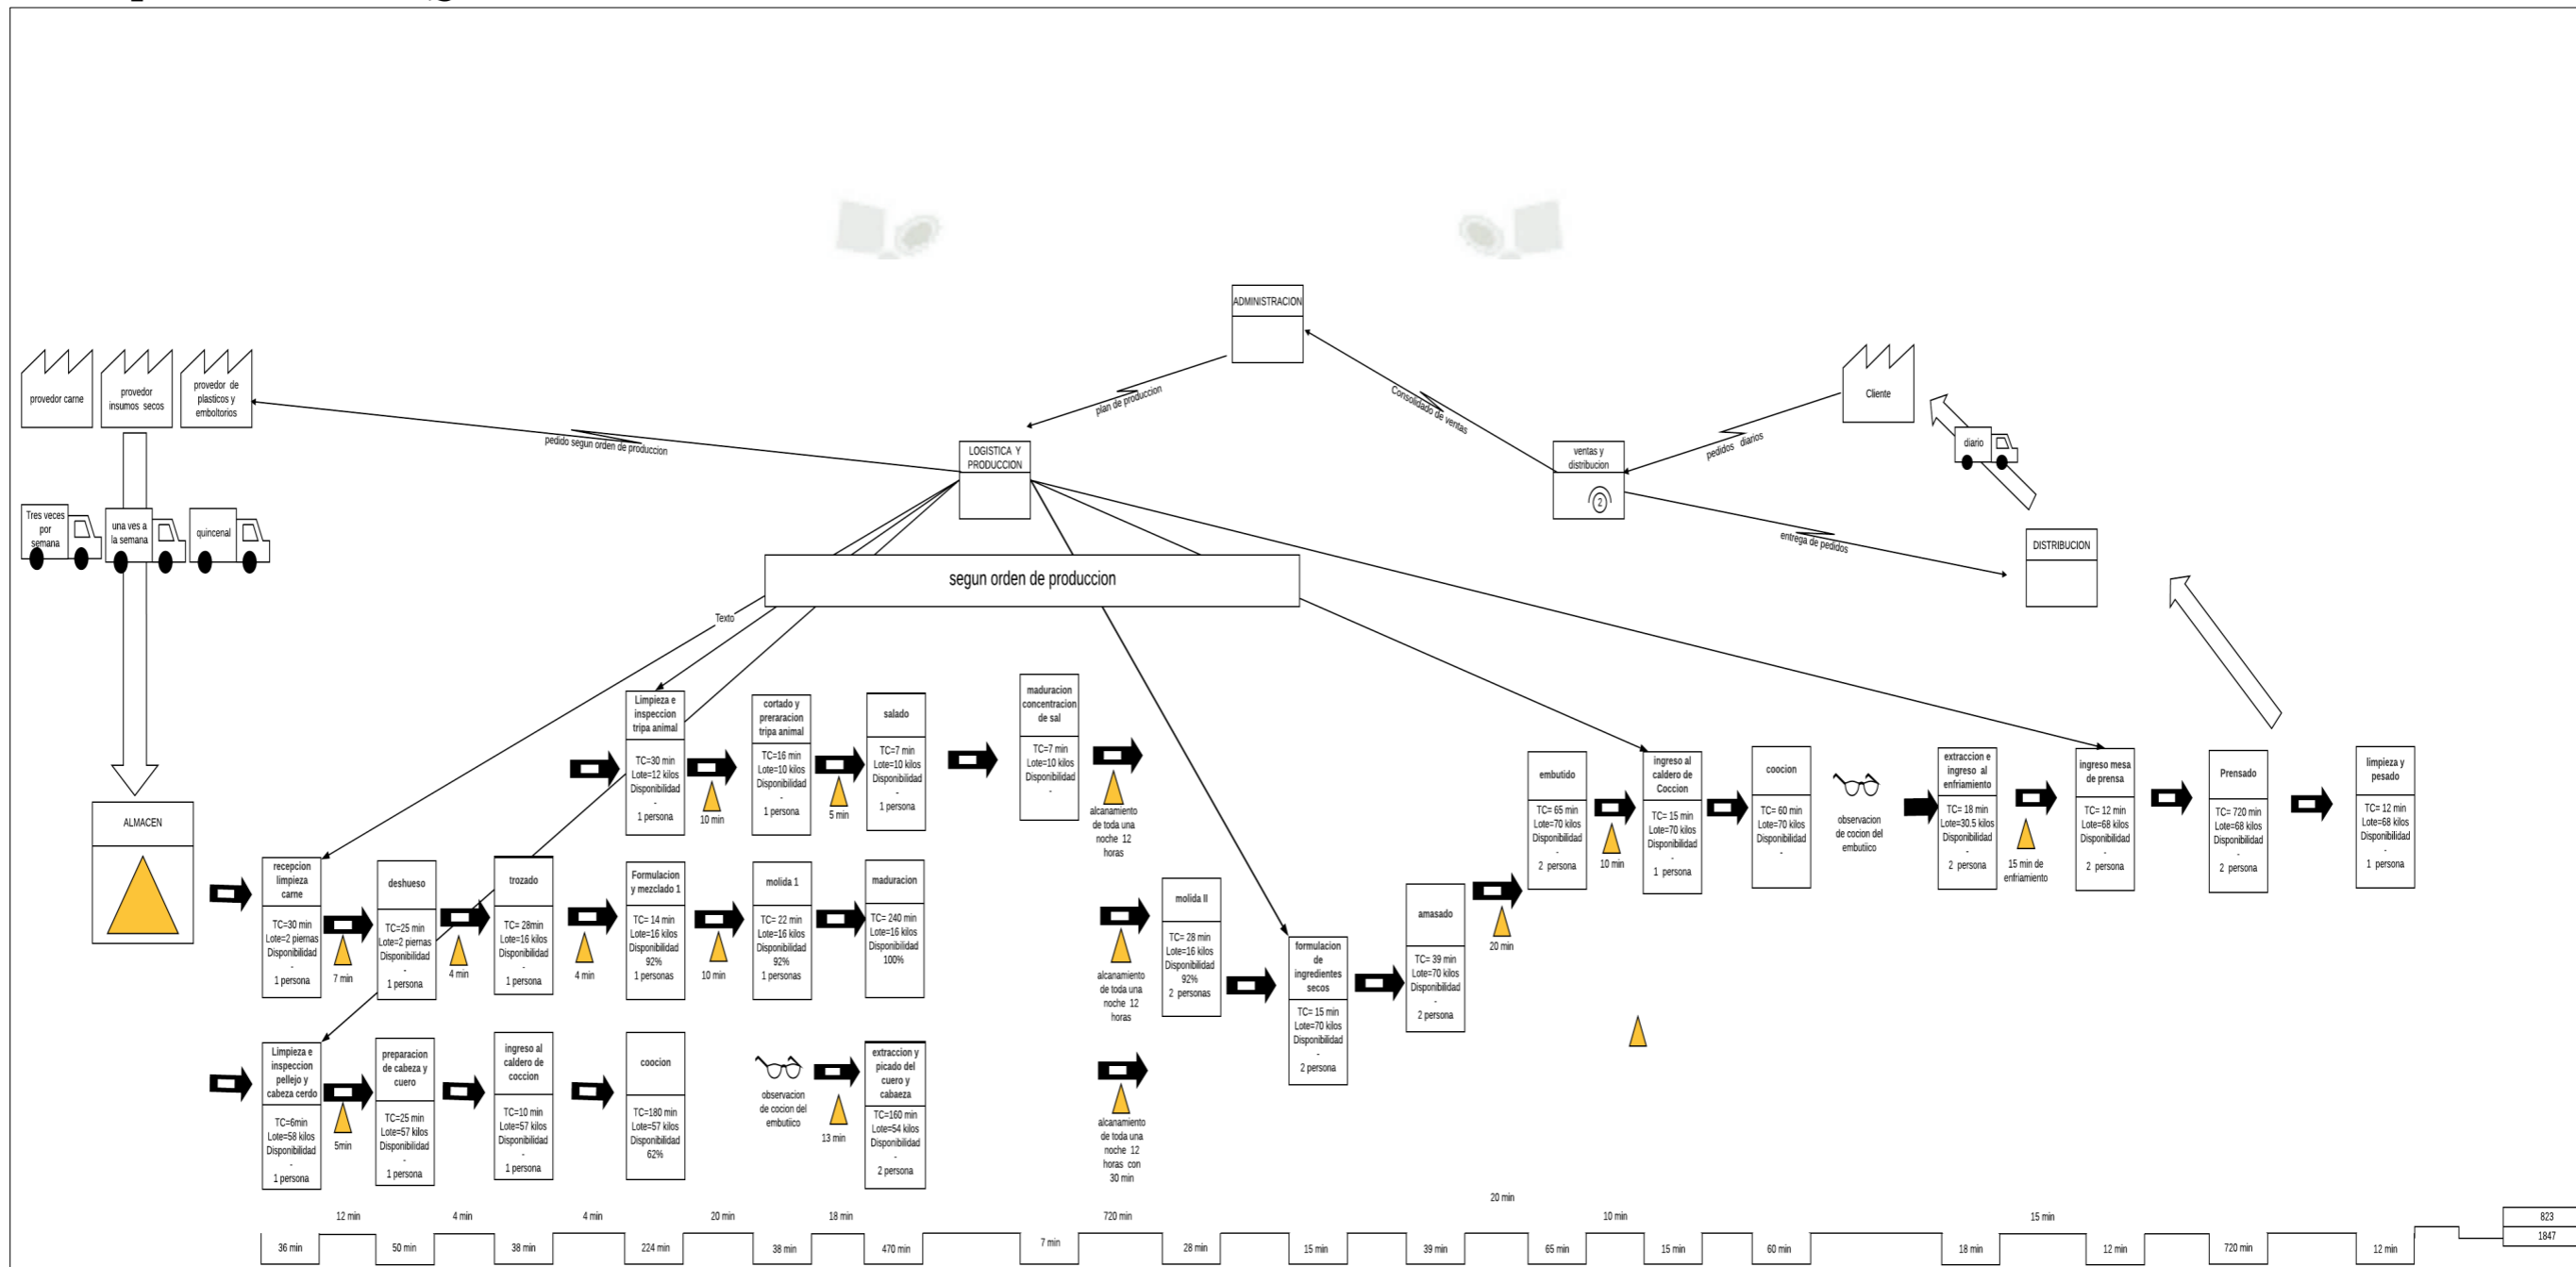 ADMINISTRACION
provedor carne
provedor
insumos secos
provedor de
plasticos y
emboltorios
plan de produccion
Consolidado de ventas
Cliente
pedidos diarios
diario
pedido segun orden de produccion
LOGISTICA Y
PRODUCCION
ventas y
distribucion
2
Tres veces
por
semana
una ves a
la semana
quincenal
entrega de pedidos
DISTRIBUCION
segun orden de produccion
Texto
Limpieza e
inspeccion
tripa animal
TC=30 min
Lote=12 kilos
Disponibilidad
-
1 persona
10 min
cortado y
preraracion
tripa animal
TC=16 min
Lote=10 kilos
Disponibilidad
-
1 persona
5 min
salado
TC=7 min
Lote=10 kilos
Disponibilidad
-
1 persona
maduracion
concentracion
de sal
TC=7 min
Lote=10 kilos
Disponibilidad
-
alcanamiento
de toda una
noche 12
horas
embutido
TC= 65 min
Lote=70 kilos
Disponibilidad
-
2 persona
10 min
ingreso al
caldero de
Coccion
TC= 15 min
Lote=70 kilos
Disponibilidad
-
1 persona
coocion
TC= 60 min
Lote=70 kilos
Disponibilidad
-
observacion
de cocion del
embutiico
extraccion e
ingreso al
enfriamiento
TC= 18 min
Lote=30.5 kilos
Disponibilidad
-
2 persona
15 min de
enfriamiento
ingreso mesa
de prensa
TC= 12 min
Lote=68 kilos
Disponibilidad
-
2 persona
Prensado
TC= 720 min
Lote=68 kilos
Disponibilidad
-
2 persona
limpieza y
pesado
TC= 12 min
Lote=68 kilos
Disponibilidad
-
1 persona
ALMACEN
recepcion
limpieza
carne
TC=30 min
Lote=2 piernas
Disponibilidad
-
1 persona
7 min
deshueso
TC=25 min
Lote=2 piernas
Disponibilidad
-
1 persona
4 min
trozado
TC= 28min
Lote=16 kilos
Disponibilidad
-
1 persona
4 min
Formulacion
y mezclado 1
TC= 14 min
Lote=16 kilos
Disponibilidad
92%
1 personas
10 min
molida 1
TC= 22 min
Lote=16 kilos
Disponibilidad
92%
1 personas
maduracion
TC= 240 min
Lote=16 kilos
Disponibilidad
100%
alcanamiento
de toda una
noche 12
horas
molida II
TC= 28 min
Lote=16 kilos
Disponibilidad
92%
2 personas
formulacion
de
ingredientes
secos
TC= 15 min
Lote=70 kilos
Disponibilidad
-
2 persona
amasado
TC= 39 min
Lote=70 kilos
Disponibilidad
-
2 persona
20 min
Limpieza e
inspeccion
pellejo y
cabeza cerdo
TC=6min
Lote=58 kilos
Disponibilidad
-
1 persona
5min
preparacion
de cabeza y
cuero
TC=25 min
Lote=57 kilos
Disponibilidad
-
1 persona
ingreso al
caldero de
coccion
TC=10 min
Lote=57 kilos
Disponibilidad
-
1 persona
coocion
TC=180 min
Lote=57 kilos
Disponibilidad
62%
observacion
de cocion del
embutiico
13 min
extraccion y
picado del
cuero y
cabaeza
TC=160 min
Lote=54 kilos
Disponibilidad
-
2 persona
alcanamiento
de toda una
noche 12
horas con
30 min
20 min
12 min
4 min
4 min
20 min
18 min
720 min
10 min
15 min
823
36 min
50 min
38 min
224 min
38 min
470 min
7 min
28 min
15 min
39 min
65 min
15 min
60 min
18 min
12 min
720 min
12 min
1847